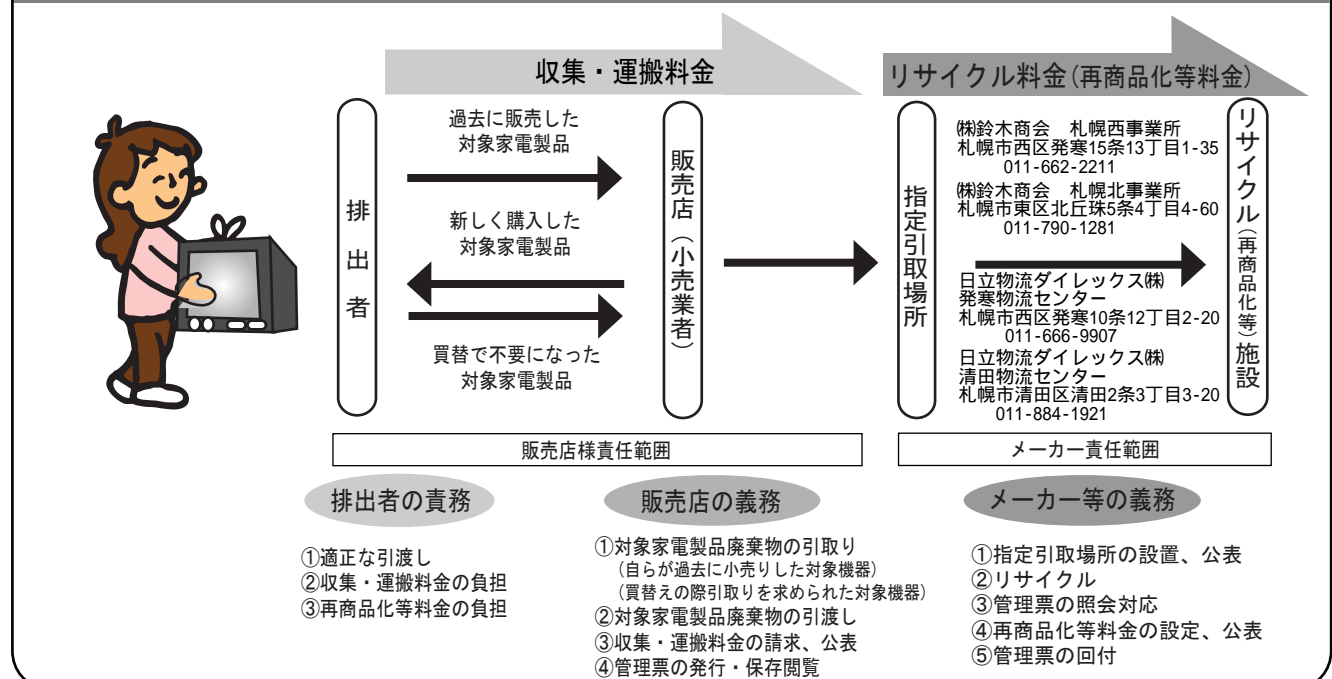 収集・運搬料金
リサイクル料金(再商品化等料金)
排出者
過去に販売した
対象家電製品
新しく購入した
対象家電製品
買替で不要になった
対象家電製品
販売店(小売業者)
指定引取場所
㈱鈴木商会 札幌西事業所
札幌市西区発寒15条13丁目1-35
011-662-2211
㈱鈴木商会 札幌北事業所
札幌市東区北丘珠5条4丁目4-60
011-790-1281
日立物流ダイレックス㈱
発寒物流センター
札幌市西区発寒10条12丁目2-20
011-666-9907
日立物流ダイレックス㈱
清田物流センター
札幌市清田区清田2条3丁目3-20
011-884-1921
リサイクル(再商品化等)施設
販売店様責任範囲
メーカー責任範囲
排出者の責務
①適正な引渡し
②収集・運搬料金の負担
③再商品化等料金の負担
販売店の義務
①対象家電製品廃棄物の引取り
(自らが過去に小売りした対象機器)
(買替えの際引取りを求められた対象機器)
②対象家電製品廃棄物の引渡し
③収集・運搬料金の請求、公表
④管理票の発行・保存閲覧
メーカー等の義務
①指定引取場所の設置、公表
②リサイクル
③管理票の照会対応
④再商品化等料金の設定、公表
⑤管理票の回付